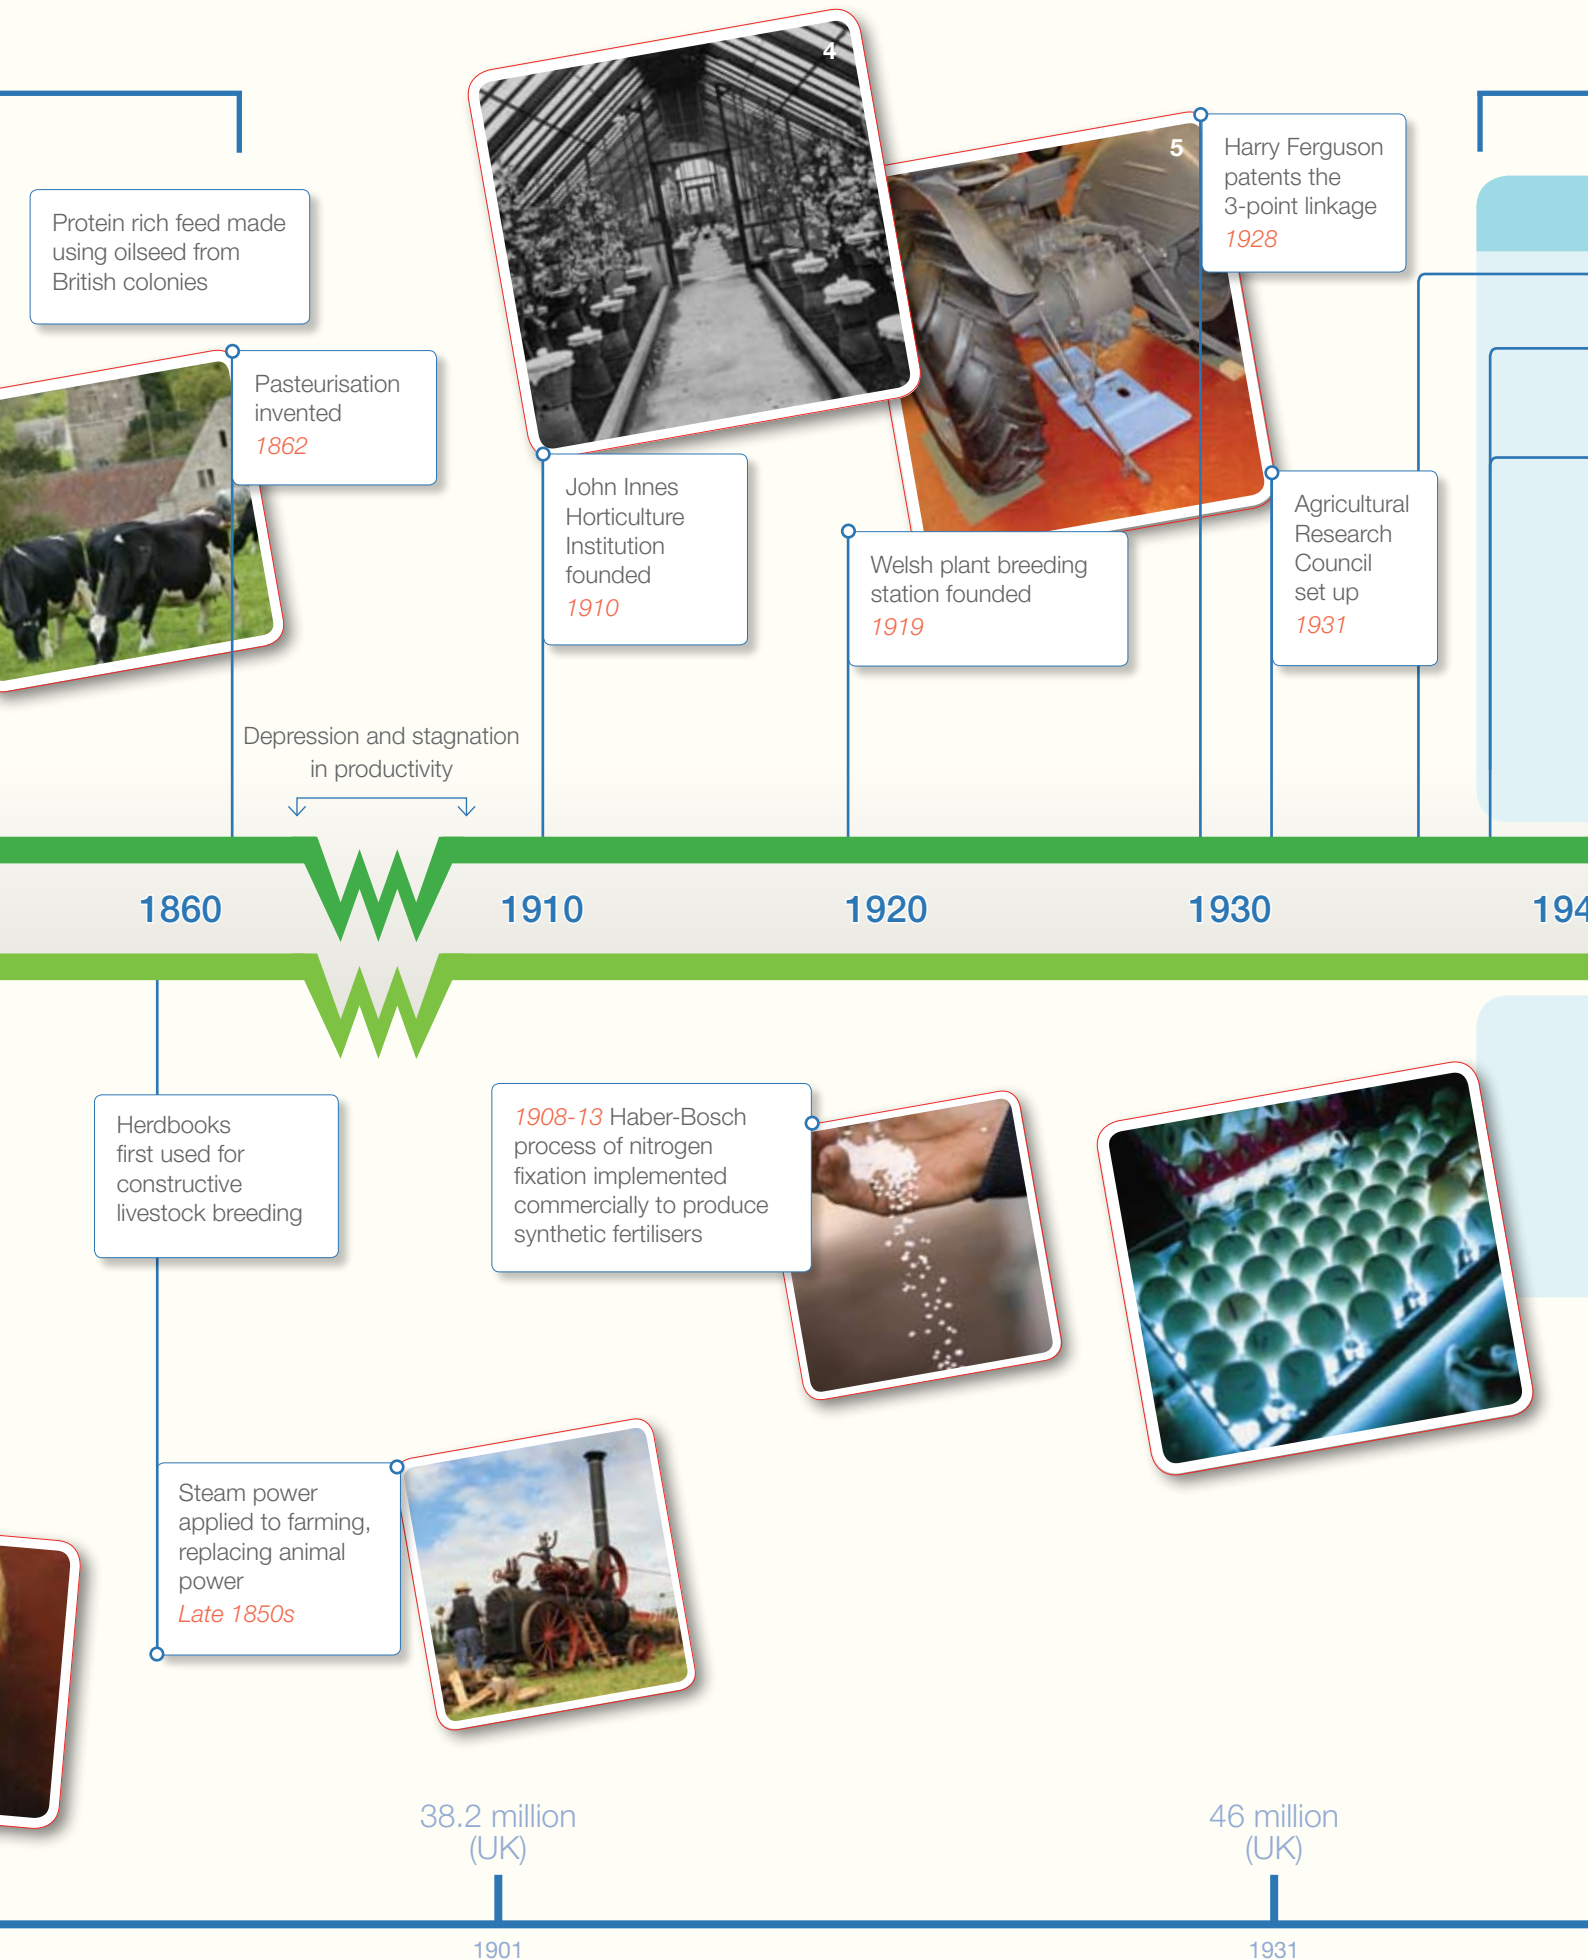 4
5
Harry Ferguson
patents the
3-point linkage
1928
Protein rich feed made
using oilseed from
British colonies
Pasteurisation
invented
1862
John Innes
Horticulture
Institution
founded
1910
Welsh plant breeding
station founded
1919
Agricultural
Research
Council
set up
1931
Depression and stagnation
in productivity
1860
1910
1920
1930
194
Herdbooks
first used for
constructive
livestock breeding
1908-13 Haber-Bosch
process of nitrogen
fixation implemented
commercially to produce
synthetic fertilisers
Steam power
applied to farming,
replacing animal
power
Late 1850s
38.2 million
(UK)
46 million
(UK)
1901
1931